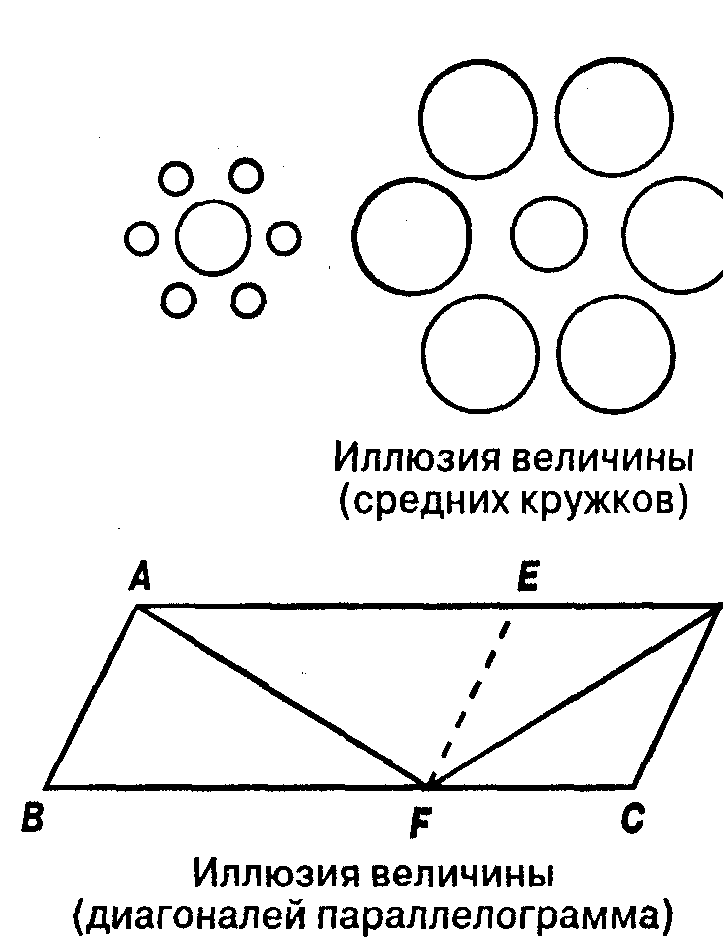 Иллюзия величины
(средних кружков)
A E
B F C
Иллюзия величины
(диагоналей параллелограмма)